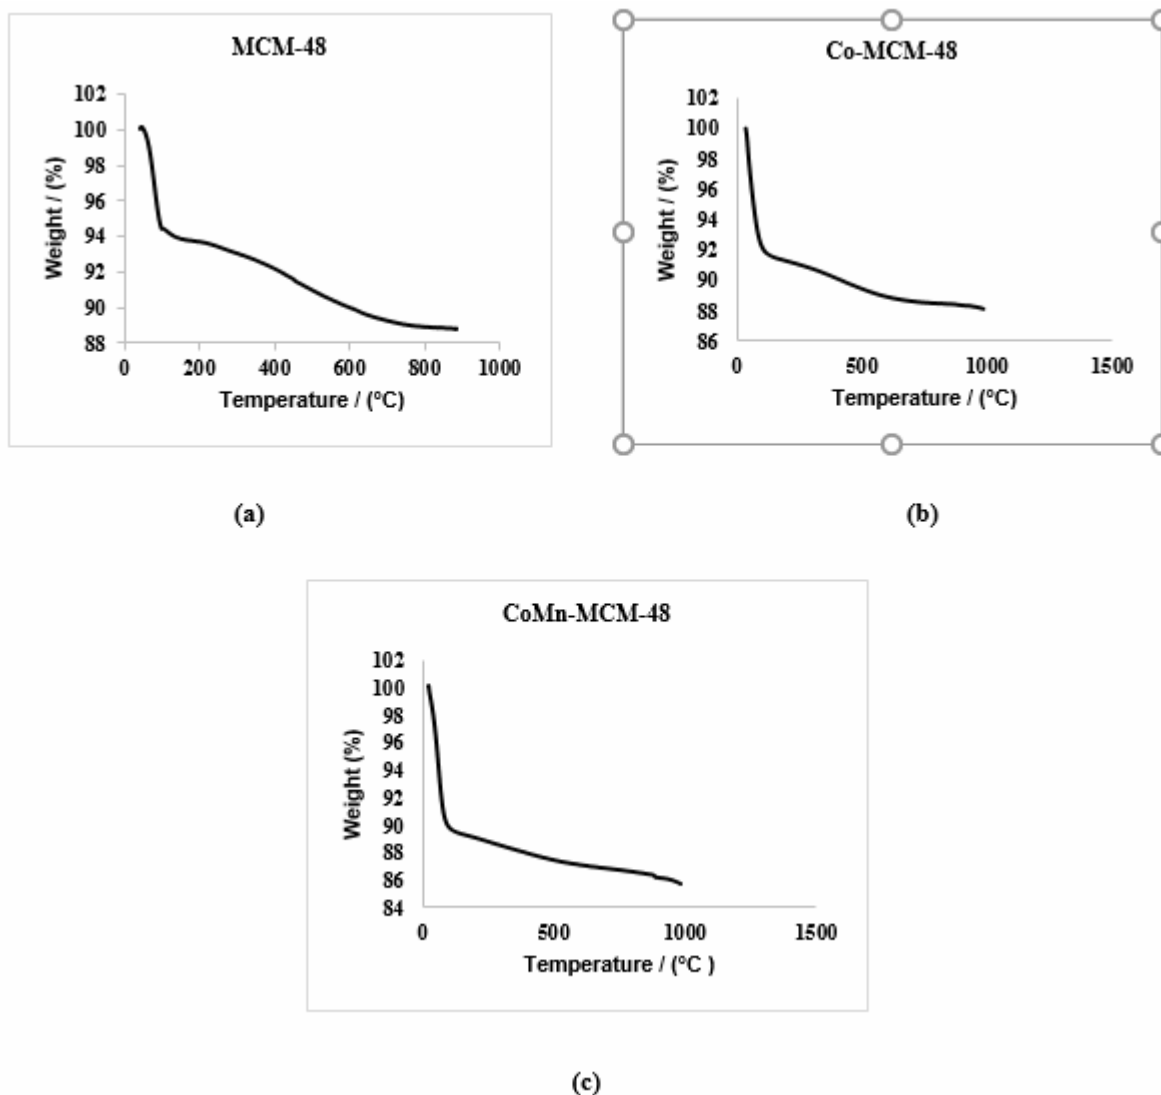 MCM-48
102
100
98
96
94
92
90
88
0 200 400 600 800 1000
Weight / (%)
Temperature / (°C)
(a)
Co-MCM-48
102
100
98
96
94
92
90
88
86
0 500 1000 1500
Weight / (%)
Temperature / (°C)
(b)
CoMn-MCM-48
102
100
98
96
94
92
90
88
86
84
0 500 1000 1500
Weight (%)
Temperature / (°C )
(c)